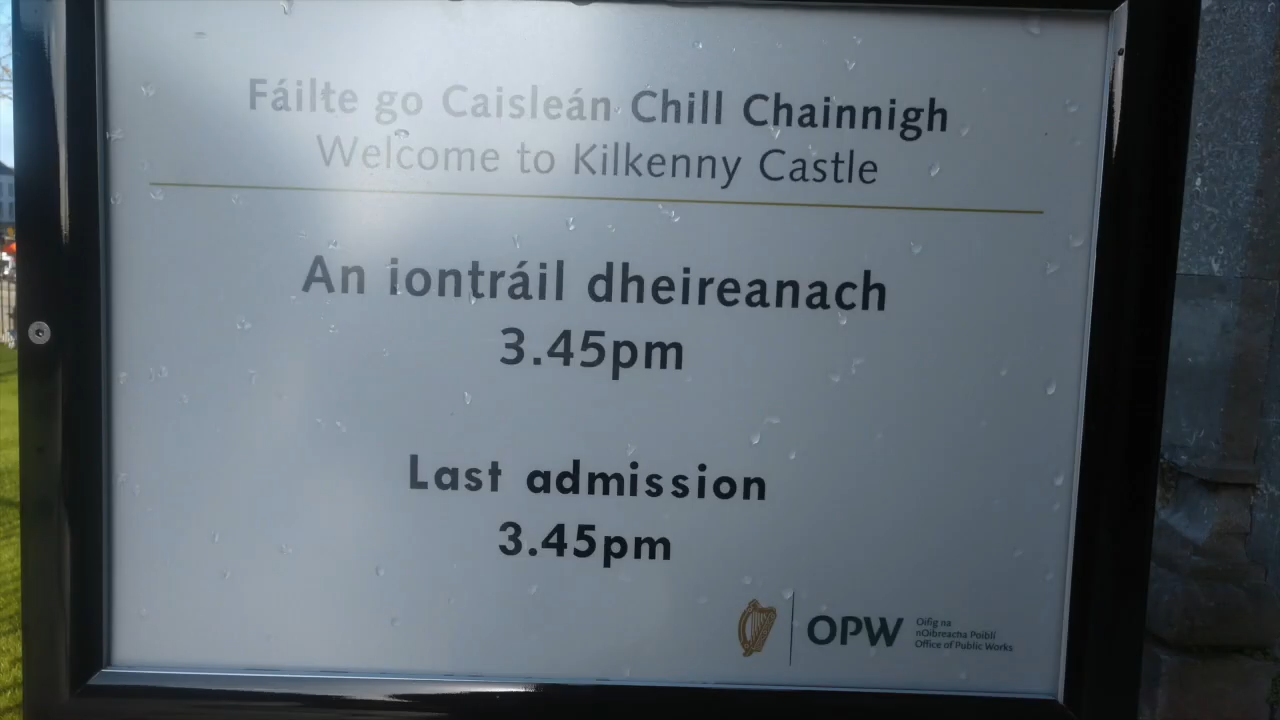 Fáilte go Caisleán Chill Chainnigh
Welcome to Kilkenny Castle
An iontráil dheireanach
3.45pm
Last admission
3.45pm
OPW
Oifig na
nOibreacha Poiblí
Office of Public Works